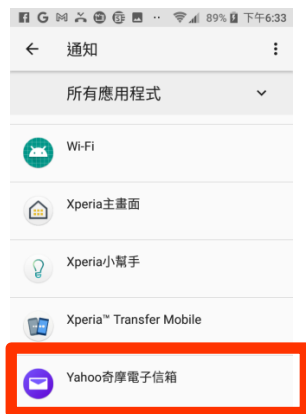 89% 下午6:33
通知
所有應用程式
Wi-Fi
Xperia主畫面
Xperia小幫手
Xperia™ Transfer Mobile
Yahoo奇摩電子信箱